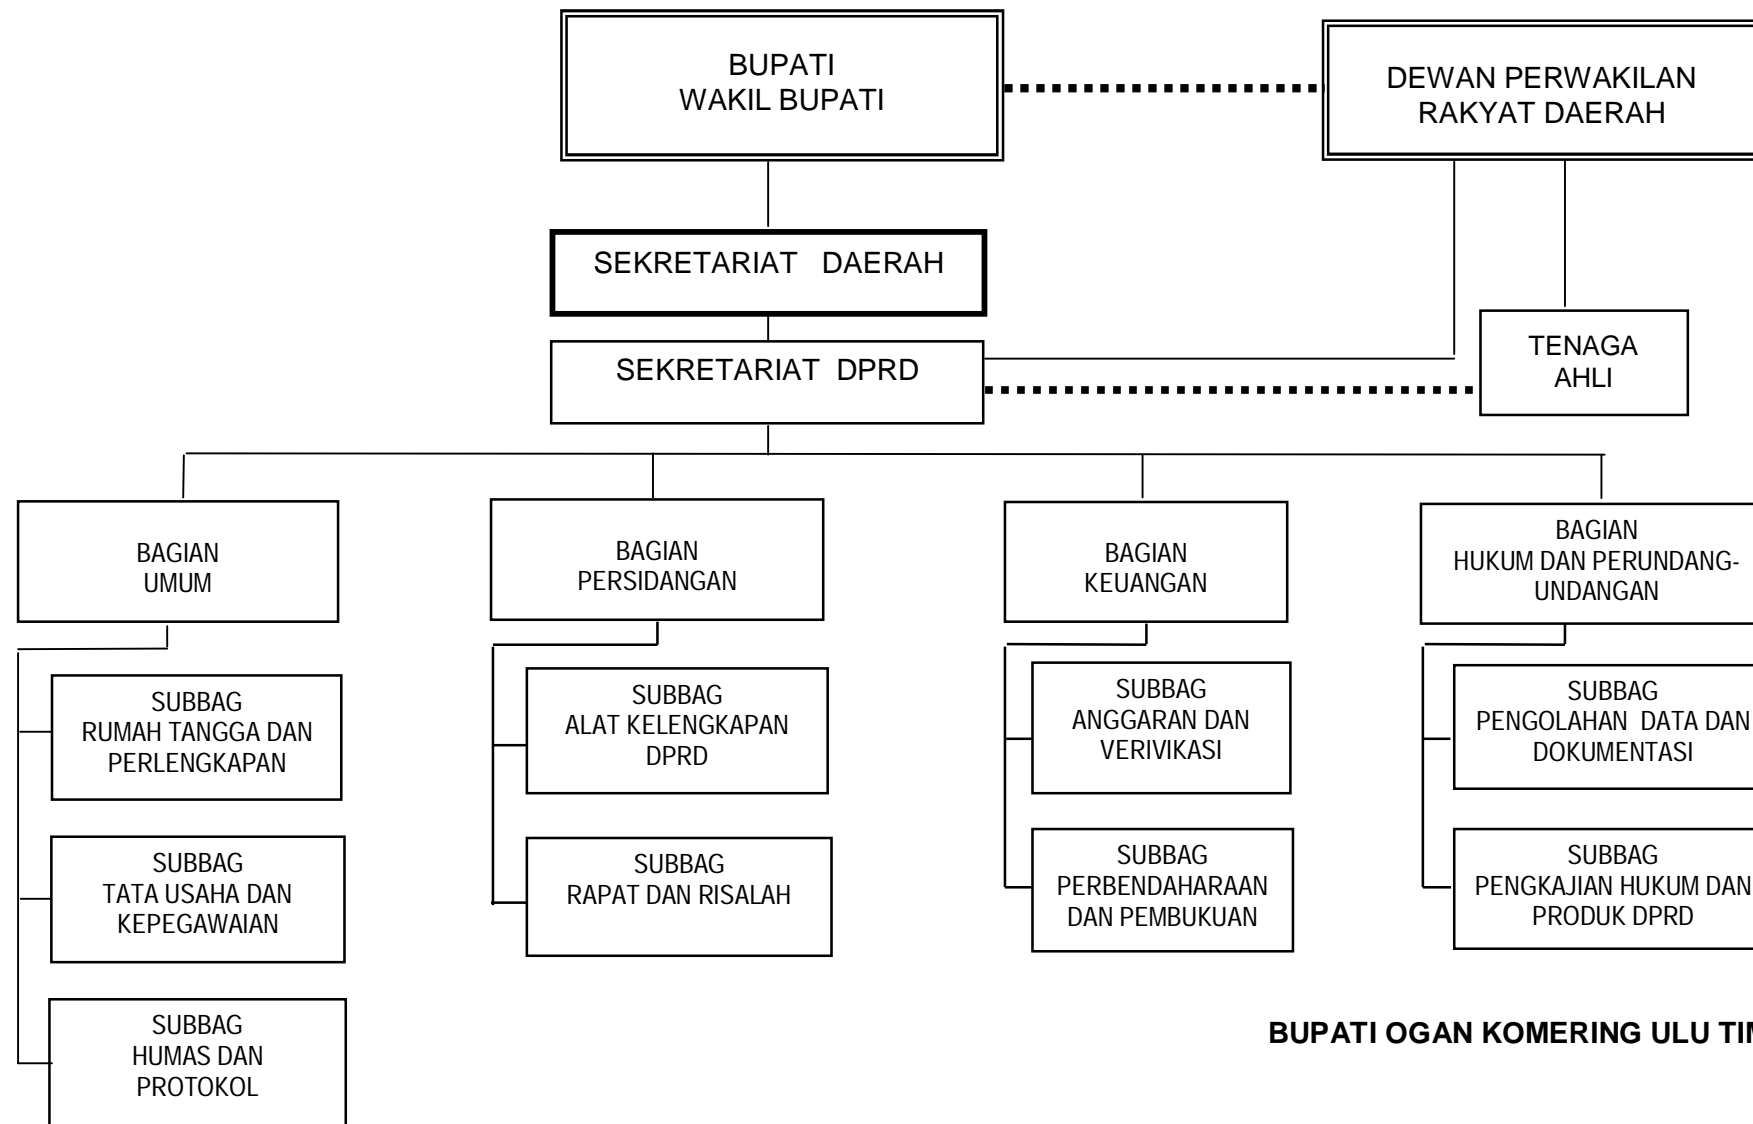 BUPATI
WAKIL BUPATI
DEWAN PERWAKILAN
RAKYAT DAERAH
SEKRETARIAT DAERAH
SEKRETARIAT DPRD
TENAGA
AHLI
BAGIAN
UMUM
BAGIAN
PERSIDANGAN
BAGIAN
KEUANGAN
BAGIAN
HUKUM DAN PERUNDANG-
UNDANGAN
SUBBAG
RUMAH TANGGA DAN
PERLENGKAPAN
SUBBAG
ALAT KELENGKAPAN
DPRD
SUBBAG
ANGGARAN DAN
VERIVIKASI
SUBBAG
PENGOLAHAN DATA DAN
DOKUMENTASI
SUBBAG
TATA USAHA DAN
KEPEGAWAIAN
SUBBAG
RAPAT DAN RISALAH
SUBBAG
PERBENDAHARAAN
DAN PEMBUKUAN
SUBBAG
PENGKAJIAN HUKUM DAN
PRODUK DPRD
SUBBAG
HUMAS DAN
PROTOKOL
BUPATI OGAN KOMERING ULU